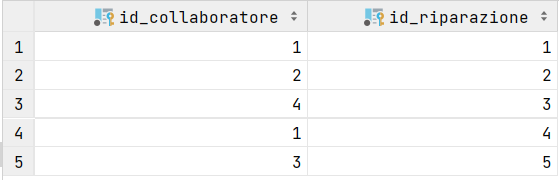 id_collaboratore id_riparazione
1 1 1
2 2 2
3 4 3
4 1 4
5 3 5